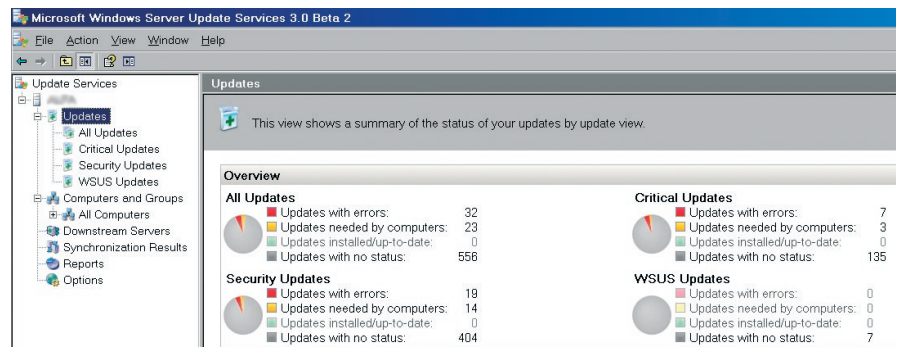 Microsoft Windows Server Update Services 3.0 Beta 2
File Action View Window Help
Update Services
Updates
All Updates
Critical Updates
Security Updates
WSUS Updates
Computers and Groups
All Computers
Downstream Servers
Synchronization Results
Reports
Options
Updates
This view shows a summary of the status of your updates by update view.
Overview
All Updates
Updates with errors: 32
Updates needed by computers: 23
Updates installed/up-to-date: 0
Updates with no status: 556
Critical Updates
Updates with errors: 7
Updates needed by computers: 3
Updates installed/up-to-date: 0
Updates with no status: 135
Security Updates
Updates with errors: 19
Updates needed by computers: 14
Updates installed/up-to-date: 0
Updates with no status: 404
WSUS Updates
Updates with errors: 0
Updates needed by computers: 0
Updates installed/up-to-date: 0
Updates with no status: 7